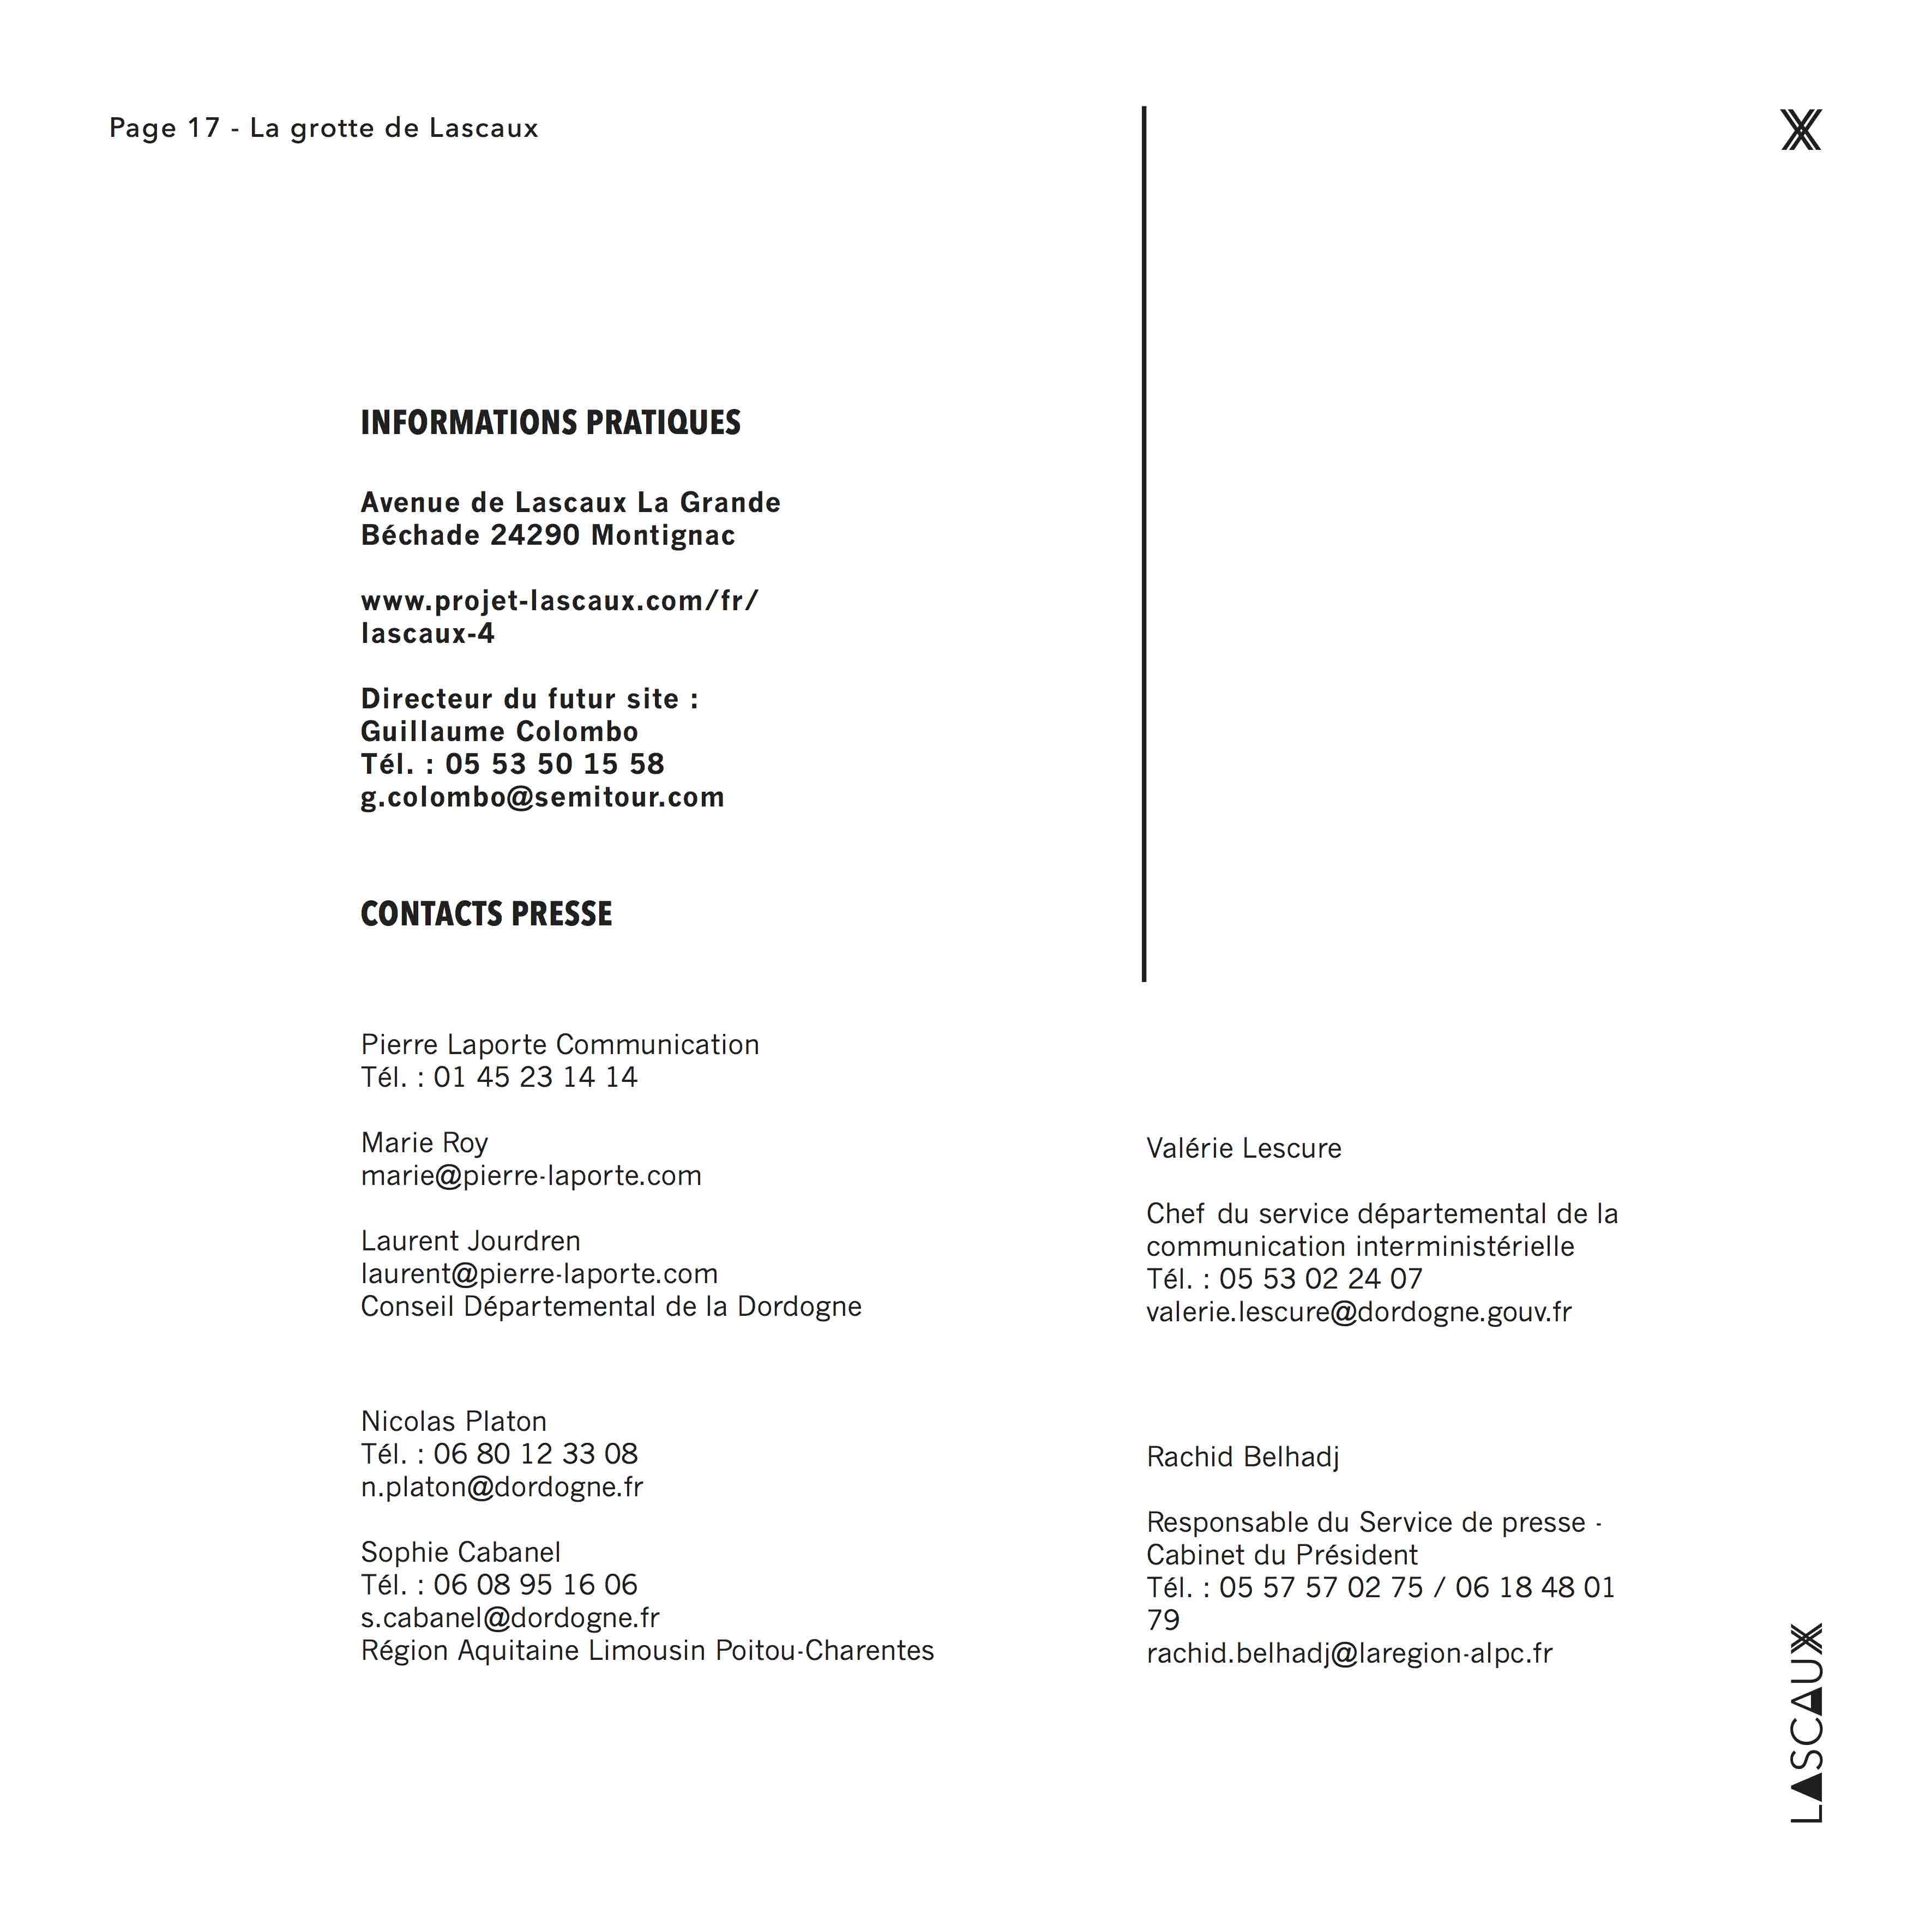 Page 17 - La grotte de Lascaux
X
INFORMATIONS PRATIQUES
Avenue de Lascaux La Grande
Béchade 24290 Montignac
www.projet-lascaux.com/fr/
lascaux-4
Directeur du futur site :
Guillaume Colombo
Tél. : 05 53 50 15 58
g.colombo@semitour.com
CONTACTS PRESSE
Pierre Laporte Communication
Tél. : 01 45 23 14 14
Marie Roy
marie@pierre-laporte.com
Laurent Jourdren
laurent@pierre-laporte.com
Conseil Départemental de la Dordogne
Nicolas Platon
Tél. : 06 80 12 33 08
n.platon@dordogne.fr
Sophie Cabanel
Tél. : 06 08 95 16 06
s.cabanel@dordogne.fr
Région Aquitaine Limousin Poitou-Charentes
Valérie Lescure
Chef du service départemental de la
communication interministérielle
Tél. : 05 53 02 24 07
valerie.lescure@dordogne.gouv.fr
Rachid Belhadj
Responsable du Service de presse -
Cabinet du Président
Tél. : 05 57 57 02 75 / 06 18 48 01
79
rachid.belhadj@laregion-alpc.fr
LASCAUX